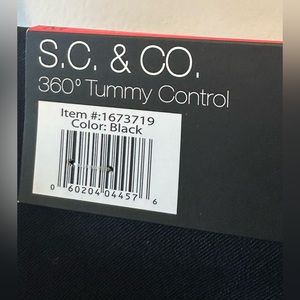 S.C. & CO.
360° Tummy Control
Item #:1673719
Color: Black
0 60204 04457 6